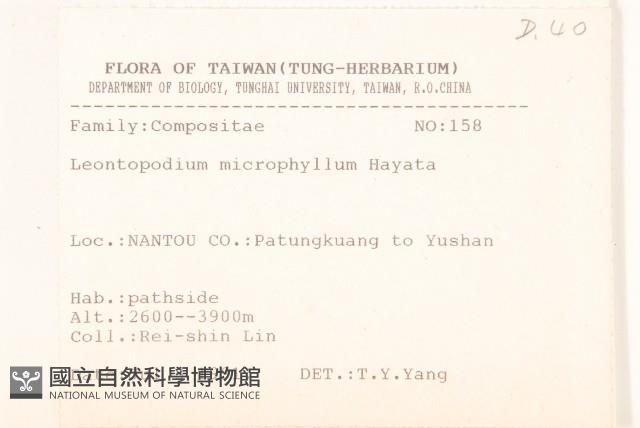 D.40
FLORA OF TAIWAN(TUNG-HERBARIUM)
DEPARTMENT OF BIOLOGY, TUNGHAI UNIVERSITY, TAIWAN, R.O.CHINA
Family:Compositae NO:158
Leontopodium microphyllum Hayata
Loc.:NANTOU CO.:Patungkuang to Yushan
Hab.:pathside
Alt.:2600--3900m
Coll.:Rei-shin Lin
DET.:T.Y.Yang
國立自然科學博物館
NATIONAL MUSEUM OF NATURAL SCIENCE